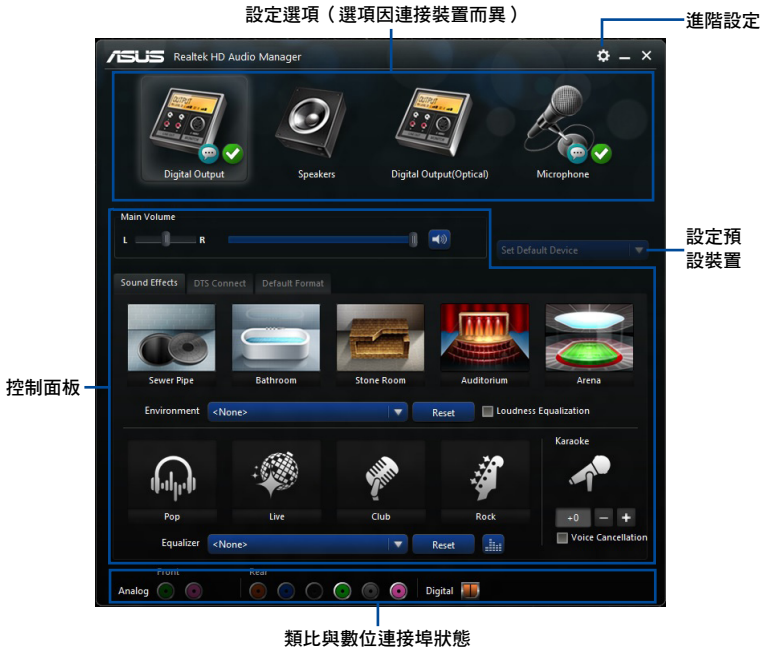 設定選項（選項因連接裝置而異）
進階設定
ASUS Realtek HD Audio Manager
Digital Output Speakers Digital Output(Optical) Microphone
Main Volume
L R
Set Default Device
設定預
設裝置
Sound Effects DTS Connect Default Format
Sewer Pipe Bathroom Stone Room Auditorium Arena
控制面板
Environment <None> Reset Loudness Equalization
Karaoke
Pop Live Club Rock
+0
Equalizer <None> Reset Voice Cancellation
Front Rear
Analog Digital
類比與數位連接埠狀態